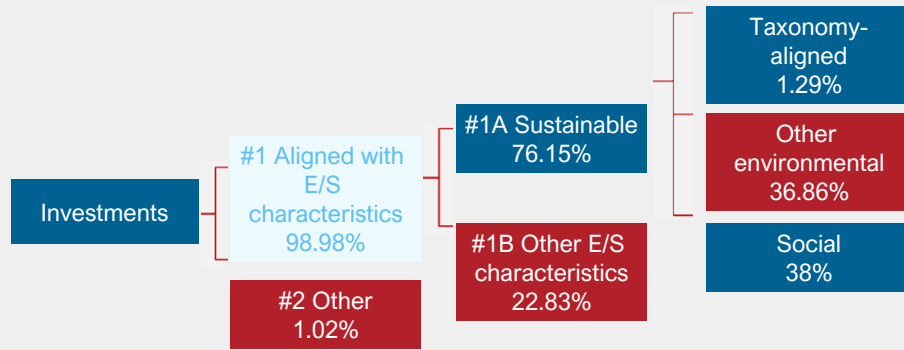 Investments
#1 Aligned with
E/S
characteristics
98.98%
#2 Other
1.02%
#1A Sustainable
76.15%
#1B Other E/S
characteristics
22.83%
Taxonomy-
aligned
1.29%
Other
environmental
36.86%
Social
38%